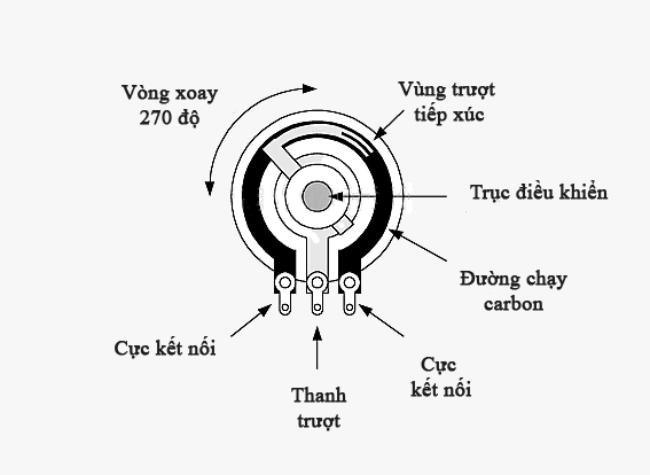 Vòng xoay
270 độ
Vùng trượt
tiếp xúc
Trục điều khiển
Đường chạy
carbon
Cực kết nối
Cực
kết nối
Thanh
trượt